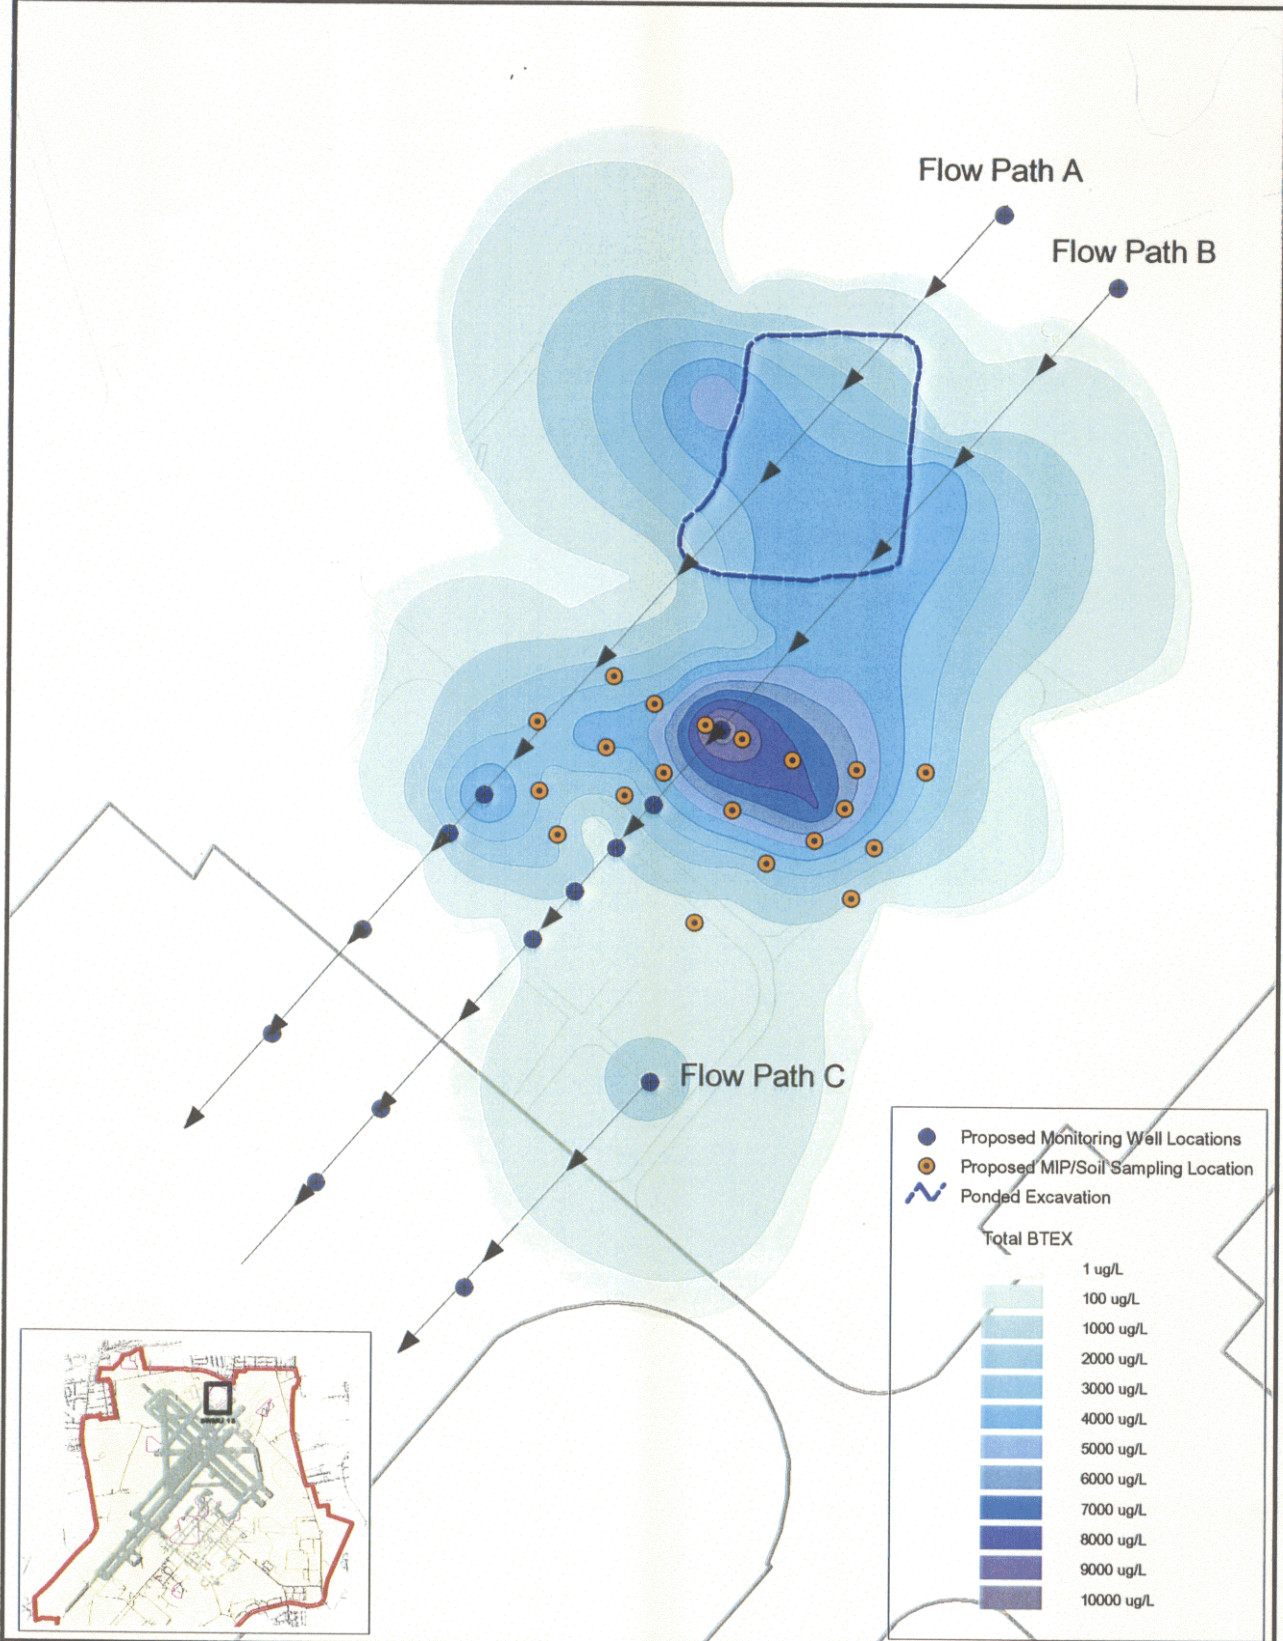 Flow Path A
Flow Path B
Flow Path C
Proposed Monitoring Well Locations
Proposed MIP/Soil Sampling Location
Ponded Excavation
Total BTEX
1 ug/L
100 ug/L
1000 ug/L
2000 ug/L
3000 ug/L
4000 ug/L
5000 ug/L
6000 ug/L
7000 ug/L
8000 ug/L
9000 ug/L
10000 ug/L